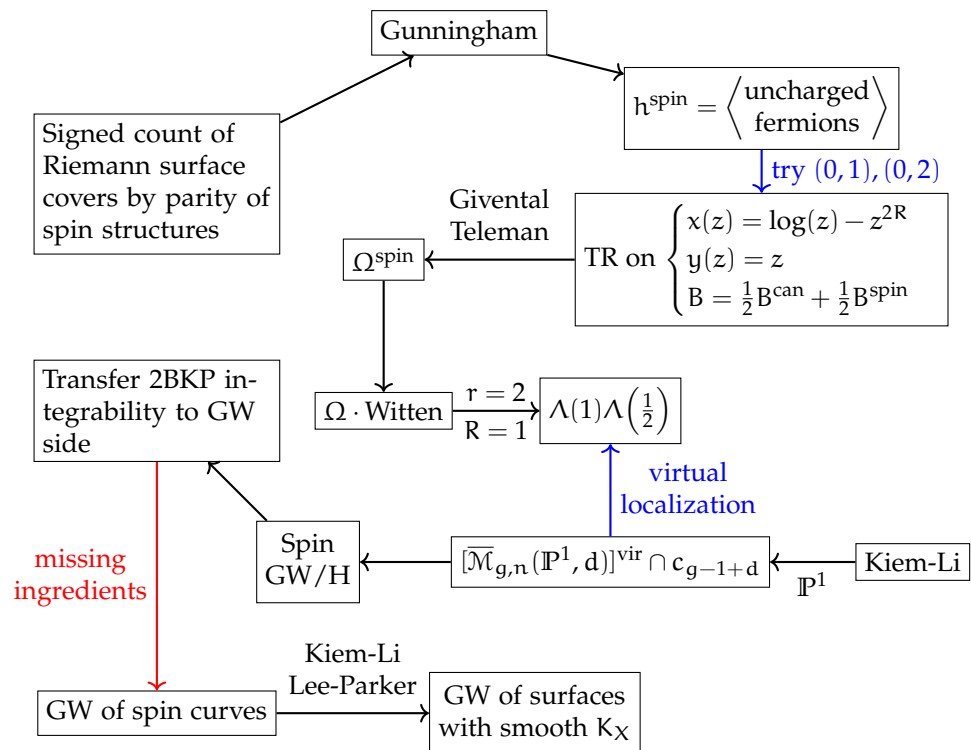 Gunningham
Signed count of
Riemann surface
covers by parity of
spin structures
h^spin = ⟨ uncharged
fermions ⟩
try (0, 1), (0, 2)
Givental
Teleman
Ω^spin
TR on { x(z) = log(z) − z^{2R}
y(z) = z
B = ½B^can + ½B^spin
Transfer 2BKP in-
tegrability to GW
side
Ω · Witten
r = 2
R = 1
Λ(1)Λ(½)
virtual
localization
missing
ingredients
Spin
GW/H
[ℳ̅_{g,n}(ℙ¹, d)]^vir ∩ c_{g−1+d}
ℙ¹
Kiem-Li
Kiem-Li
Lee-Parker
GW of spin curves
GW of surfaces
with smooth K_X